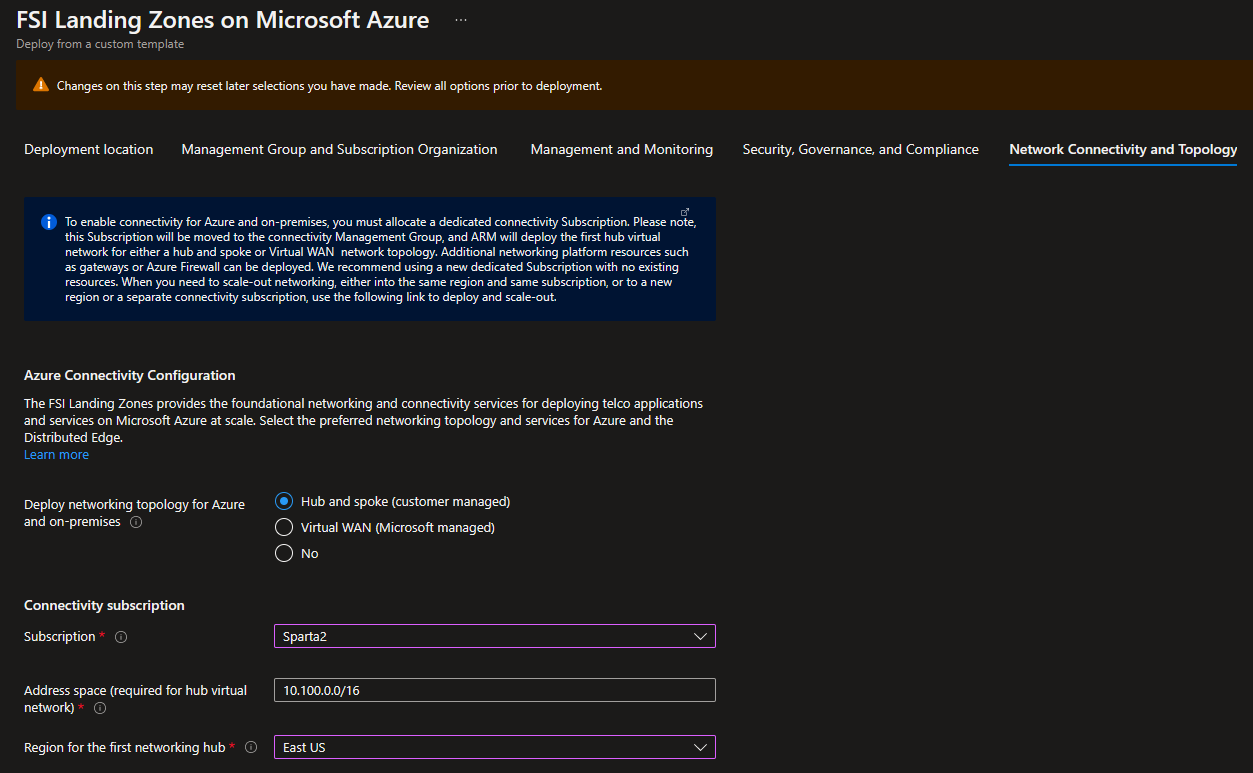 FSI Landing Zones on Microsoft Azure ...
Deploy from a custom template
Changes on this step may reset later selections you have made. Review all options prior to deployment.
Deployment location Management Group and Subscription Organization Management and Monitoring Security, Governance, and Compliance Network Connectivity and Topology
To enable connectivity for Azure and on-premises, you must allocate a dedicated connectivity Subscription. Please note,
this Subscription will be moved to the connectivity Management Group, and ARM will deploy the first hub virtual
network for either a hub and spoke or Virtual WAN network topology. Additional networking platform resources such
as gateways or Azure Firewall can be deployed. We recommend using a new dedicated Subscription with no existing
resources. When you need to scale-out networking, either into the same region and same subscription, or to a new
region or a separate connectivity subscription, use the following link to deploy and scale-out.
Azure Connectivity Configuration
The FSI Landing Zones provides the foundational networking and connectivity services for deploying telco applications
and services on Microsoft Azure at scale. Select the preferred networking topology and services for Azure and the
Distributed Edge.
Learn more
Deploy networking topology for Azure
and on-premises
Hub and spoke (customer managed)
Virtual WAN (Microsoft managed)
No
Connectivity subscription
Subscription * Sparta2
Address space (required for hub virtual
network) *
10.100.0.0/16
Region for the first networking hub * East US